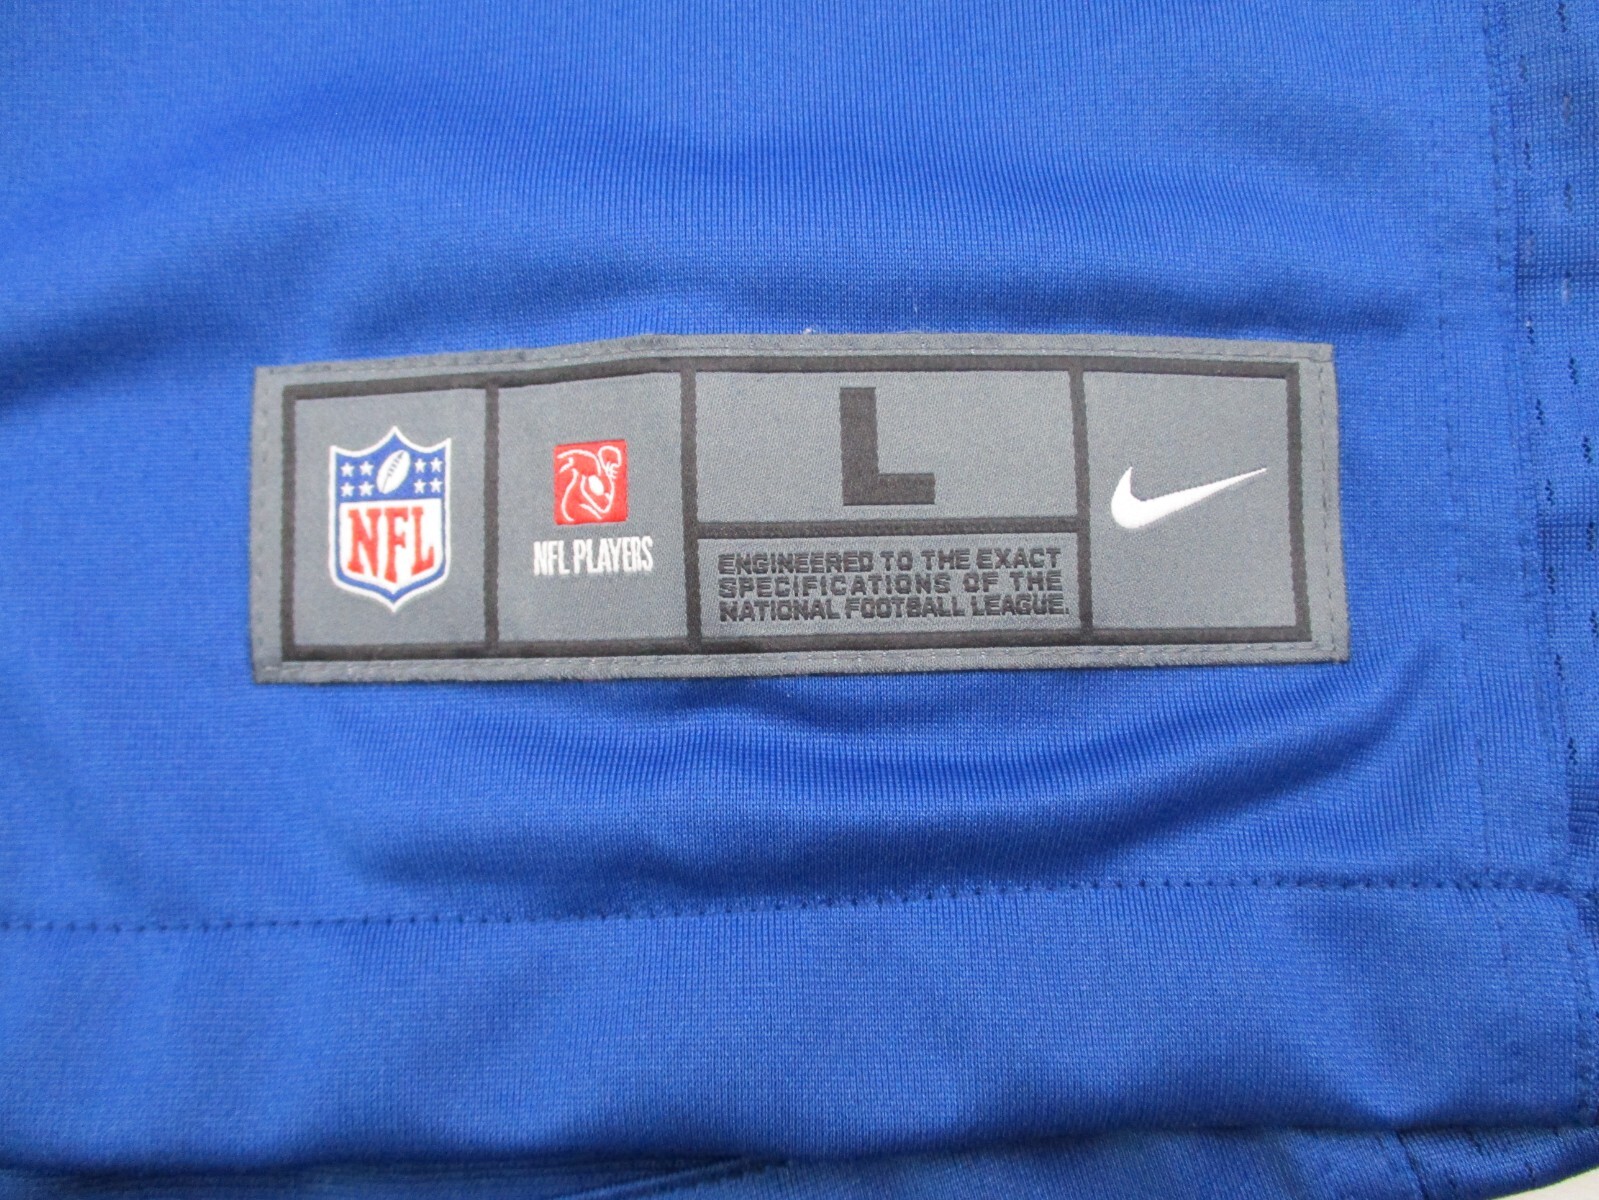 NFL
NFL PLAYERS
L
ENGINEERED TO THE EXACT
SPECIFICATIONS OF THE
NATIONAL FOOTBALL LEAGUE.